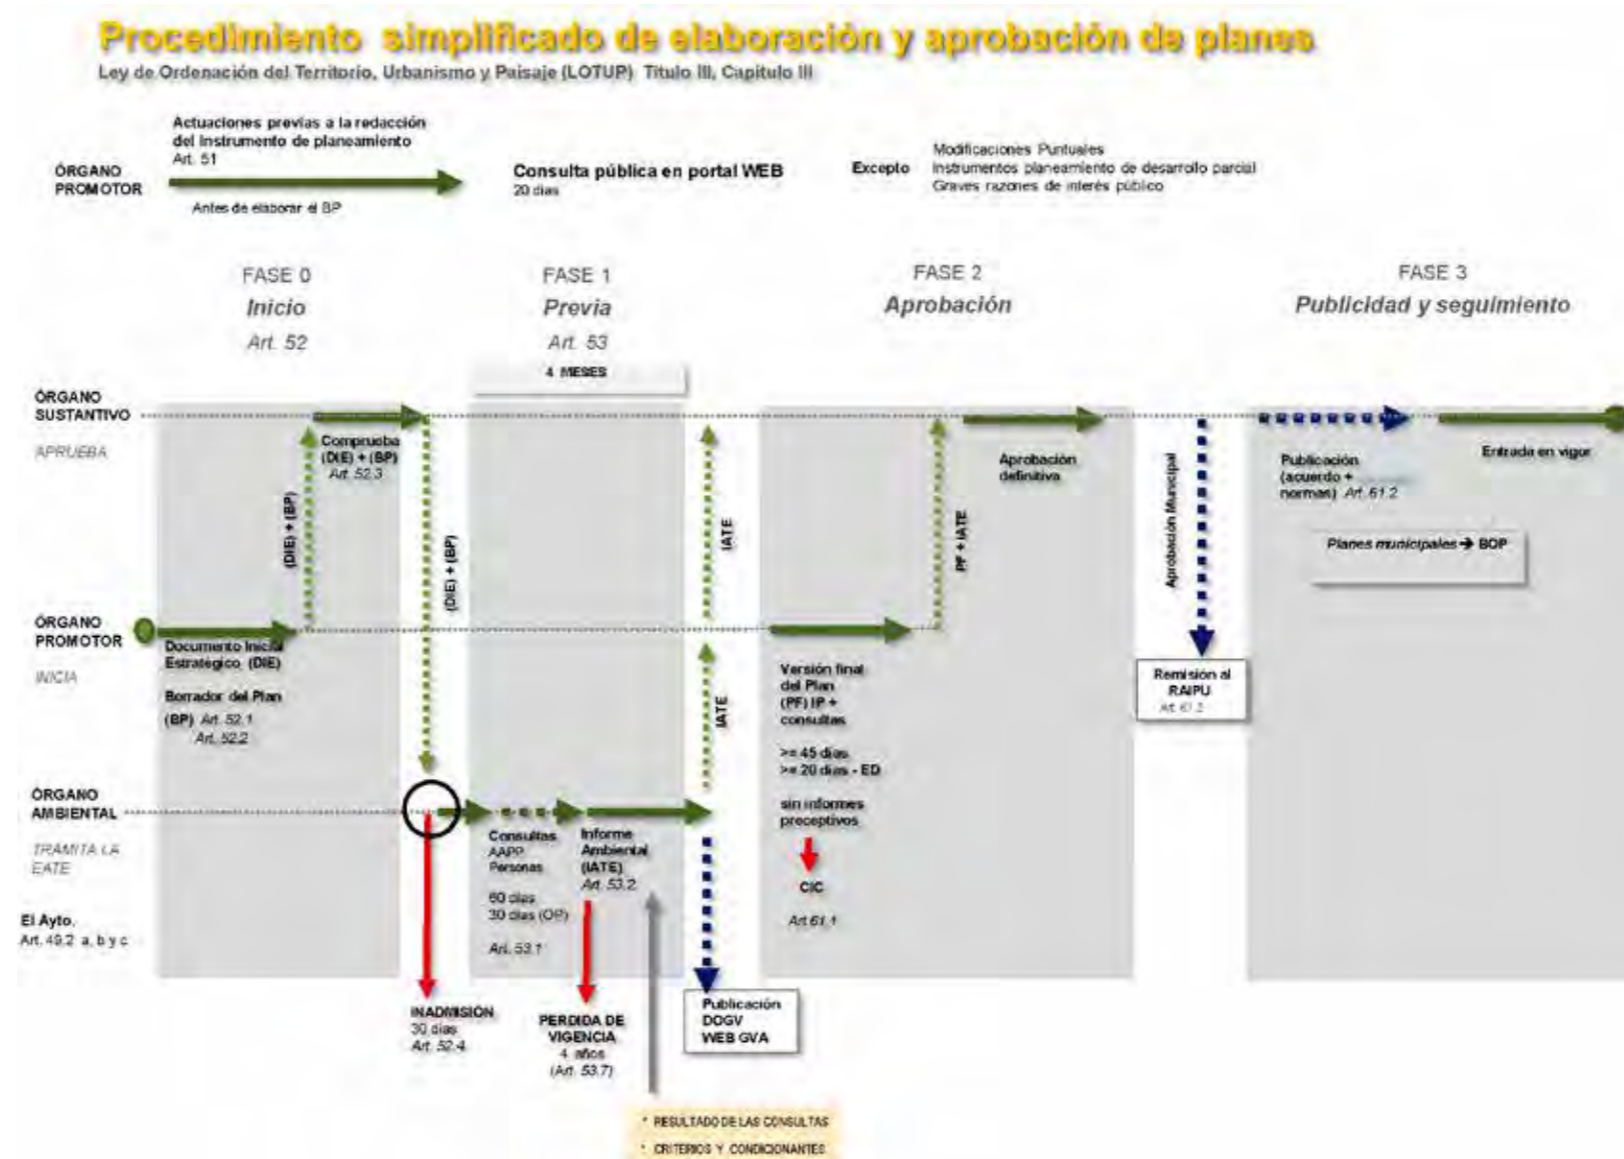 Procedimiento simplificado de elaboración y aprobación de planes
Ley de Ordenación del Territorio, Urbanismo y Paisaje (LOTUP) Título III, Capítulo III
Actuaciones previas a la redacción
del Instrumento de planeamiento
Art. 51
ÓRGANO
PROMOTOR
Antes de elaborar el BP
Consulta pública en portal WEB
20 días
Excepto
Modificaciones Puntuales
Instrumentos planeamiento de desarrollo parcial
Graves razones de interés público
FASE 0
Inicio
Art. 52
FASE 1
Previa
Art. 53
4 MESES
FASE 2
Aprobación
FASE 3
Publicidad y seguimiento
ÓRGANO
SUSTANTIVO
APRUEBA
Comprueba
(DIE) + (BP)
Art. 52.3
(DIE) + (BP)
(DIE) + (BP)
IATE
PF + IATE
Aprobación
definitiva
Aprobación Municipal
Publicación
(acuerdo +
normas) Art. 61.2
Entrada en vigor
Planes municipales → BOP
ÓRGANO
PROMOTOR
INICIA
Documento Inicial
Estratégico (DIE)
Borrador del Plan
(BP) Art. 52.1
Art. 52.2
IATE
Versión final
del Plan
(PF) IP +
consultas
>= 45 días
>= 20 días - ED
sin informes
preceptivos
CIC
Art 61.1
Remisión al
RAIPU
Art. 61.2
ÓRGANO
AMBIENTAL
TRAMITA LA
EATE
El Ayto.
Art. 49.2 a, b y c
Consultas
AAPP
Personas
60 días
30 días (OP)
Art. 53.1
Informe
Ambiental
(IATE)
Art. 53.2
INADMISIÓN
30 días
Art. 52.4
PERDIDA DE
VIGENCIA
4 años
(Art. 53.7)
Publicación
DOGV
WEB GVA
* RESULTADO DE LAS CONSULTAS
* CRITERIOS Y CONDICIONANTES